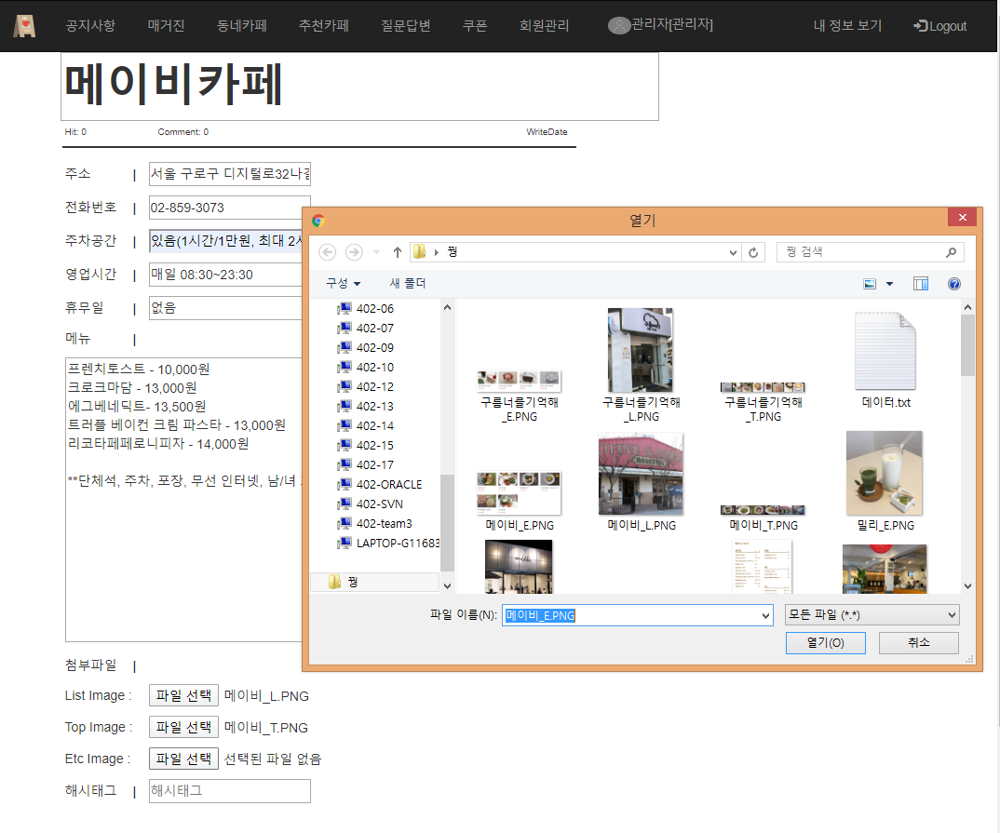 공지사항 매거진 동네카페 추천카페 질문답변 쿠폰 회원관리 관리자[관리자] 내 정보 보기 Logout
메이비카페
Hit: 0 Comment: 0 WriteDate
주소 | 서울 구로구 디지털로32나길
전화번호 | 02-859-3073
주차공간 | 있음(1시간/1만원, 최대 2시
영업시간 | 매일 08:30~23:30
휴무일 | 없음
메뉴 |
프렌치토스트 - 10,000원
크로크마담 - 13,000원
에그베네딕트- 13,500원
트러플 베이컨 크림 파스타 - 13,000원
리코타페페로니피자 - 14,000원
**단체석, 주차, 포장, 무선 인터넷, 남/녀
첨부파일 |
List Image : 파일 선택 메이비_L.PNG
Top Image : 파일 선택 메이비_T.PNG
Etc Image : 파일 선택 선택된 파일 없음
해시태그 | 해시태그
열기
꿩 꿩 검색
구성 새 폴더
402-06
402-07
402-09
402-10
402-12
402-13
402-14
402-15
402-17
402-ORACLE
402-SVN
402-team3
LAPTOP-G11683
꿩
구름너를기억해_E.PNG
구름너를기억해_L.PNG
구름너를기억해_T.PNG
데이터.txt
메이비_E.PNG
메이비_L.PNG
메이비_T.PNG
밀리_E.PNG
파일 이름(N): 메이비_E.PNG 모든 파일 (*.*)
열기(O) 취소